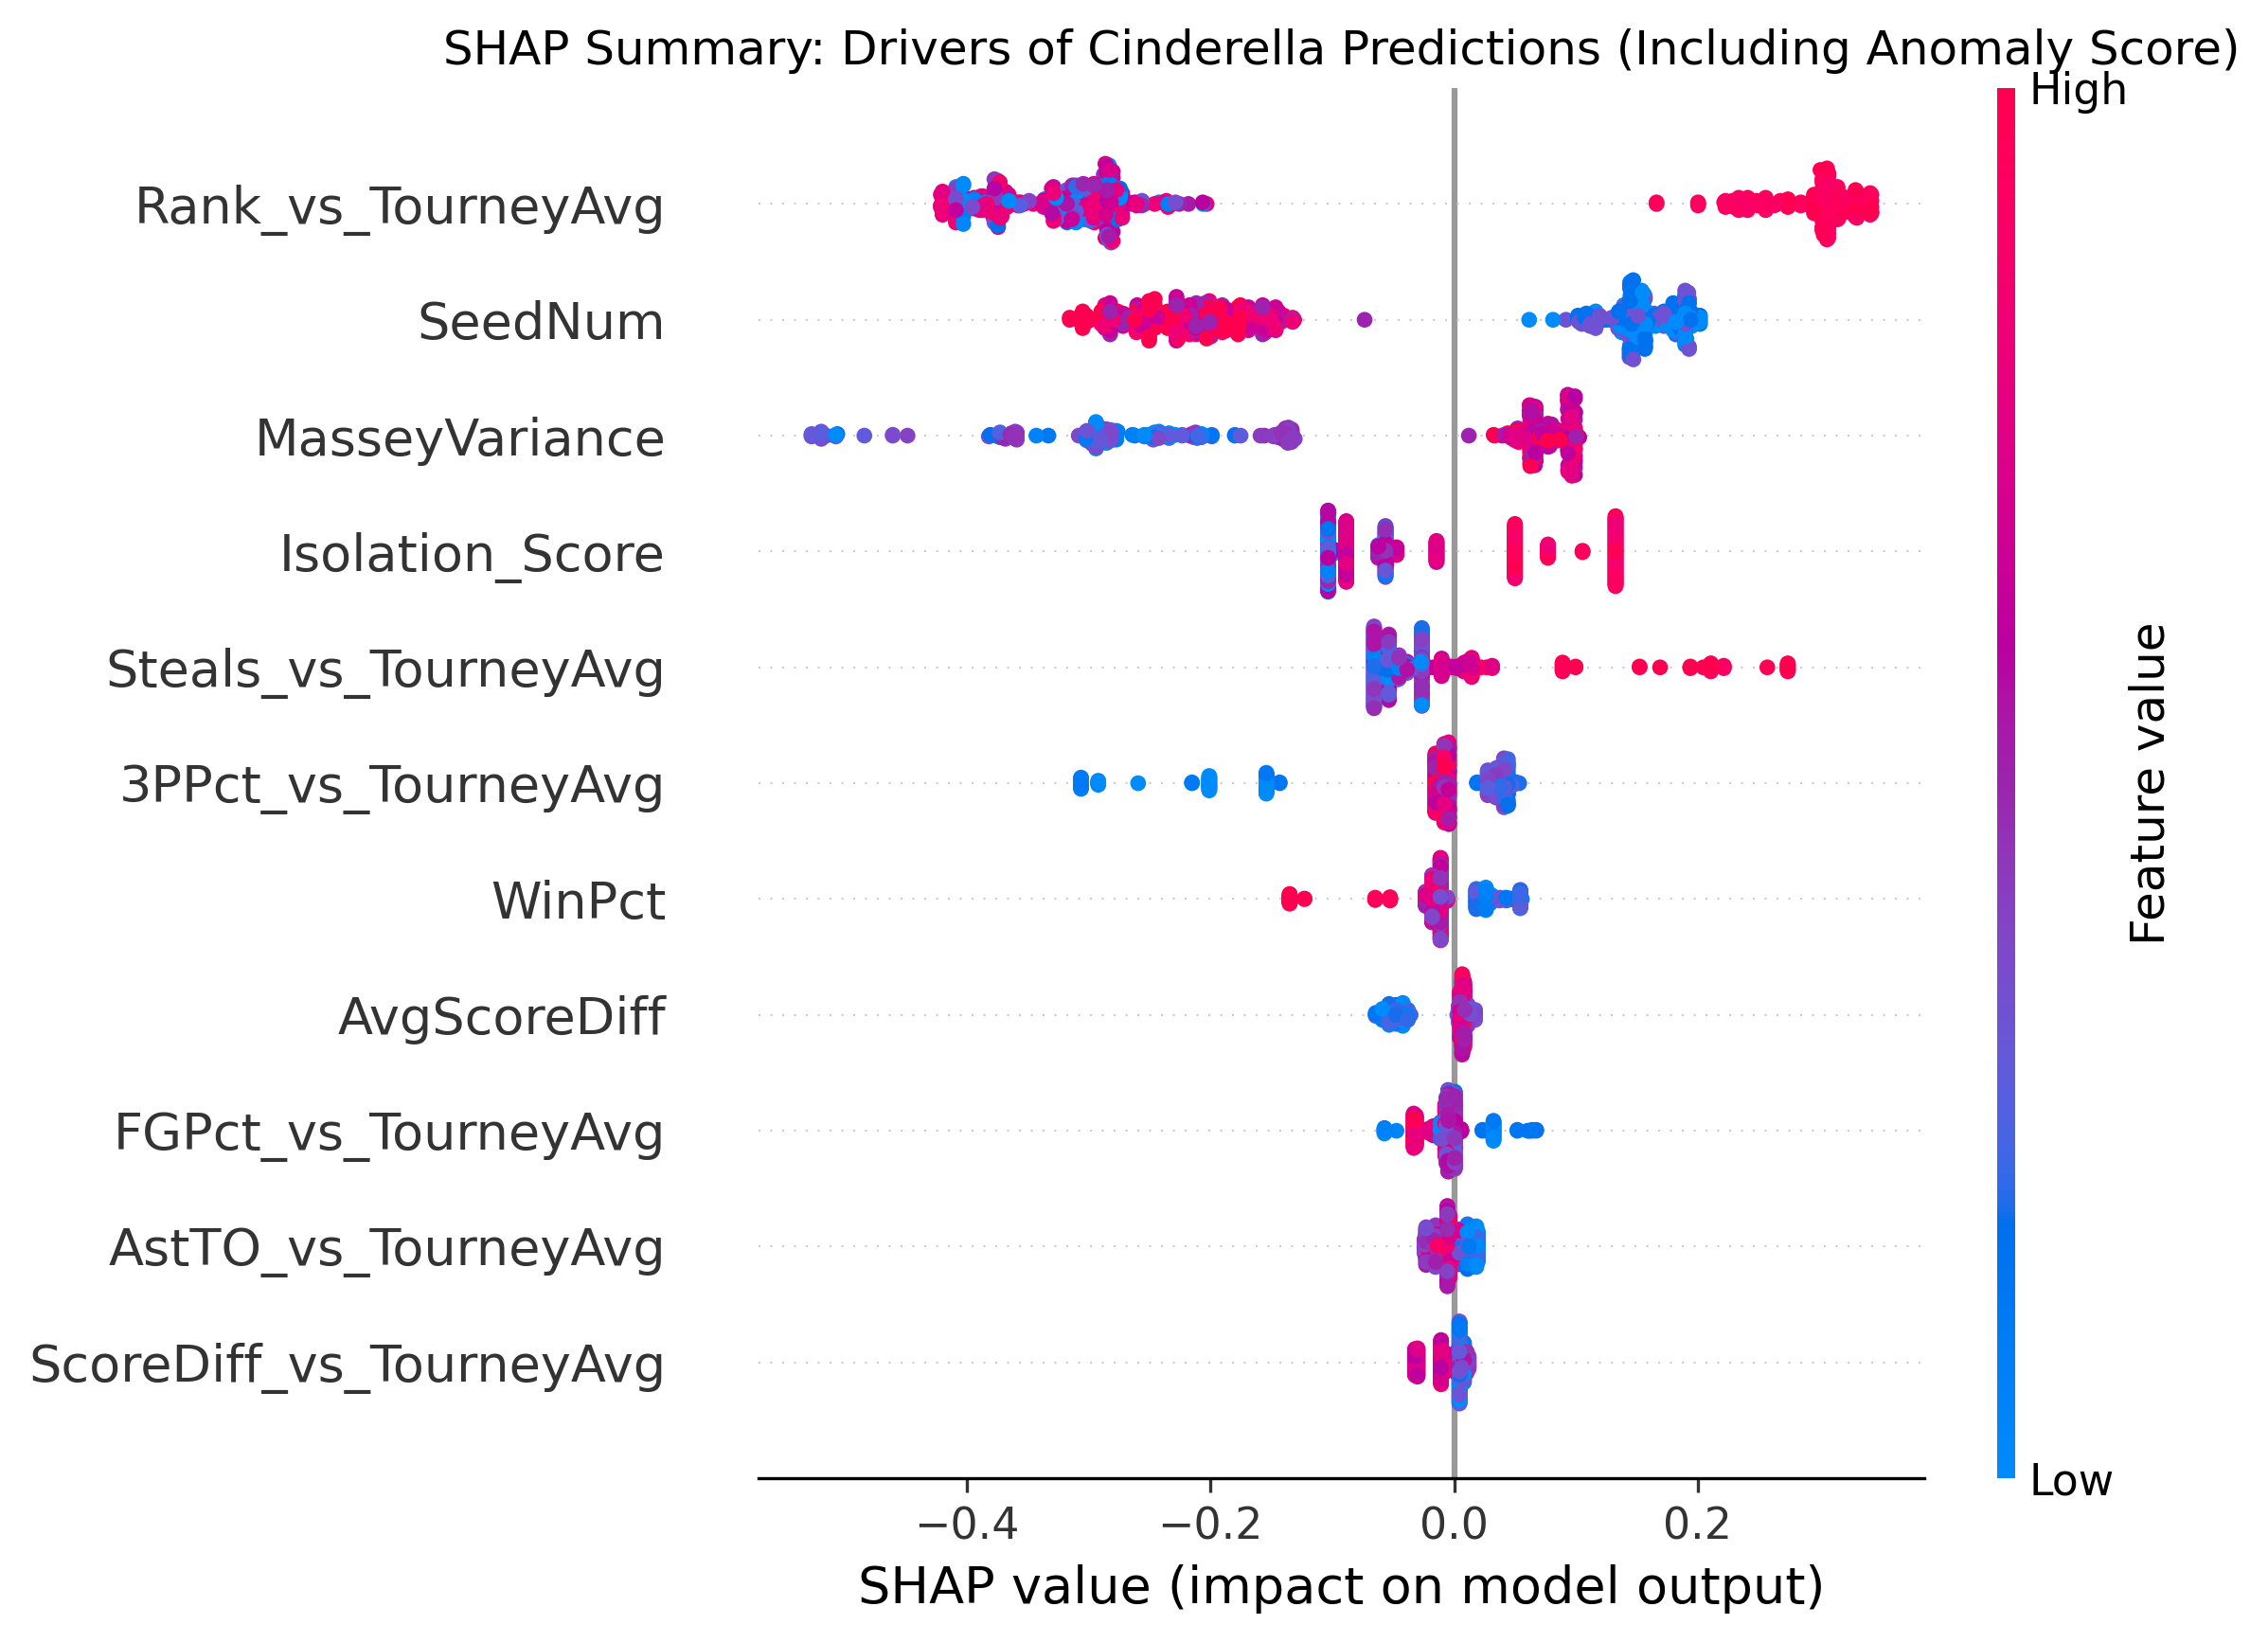 SHAP Summary: Drivers of Cinderella Predictions (Including Anomaly Score)
High
Rank_vs_TourneyAvg
SeedNum
MasseyVariance
Isolation_Score
Steals_vs_TourneyAvg
3PPct_vs_TourneyAvg
WinPct
AvgScoreDiff
FGPct_vs_TourneyAvg
AstTO_vs_TourneyAvg
ScoreDiff_vs_TourneyAvg
Feature value
Low
−0.4 −0.2 0.0 0.2
SHAP value (impact on model output)